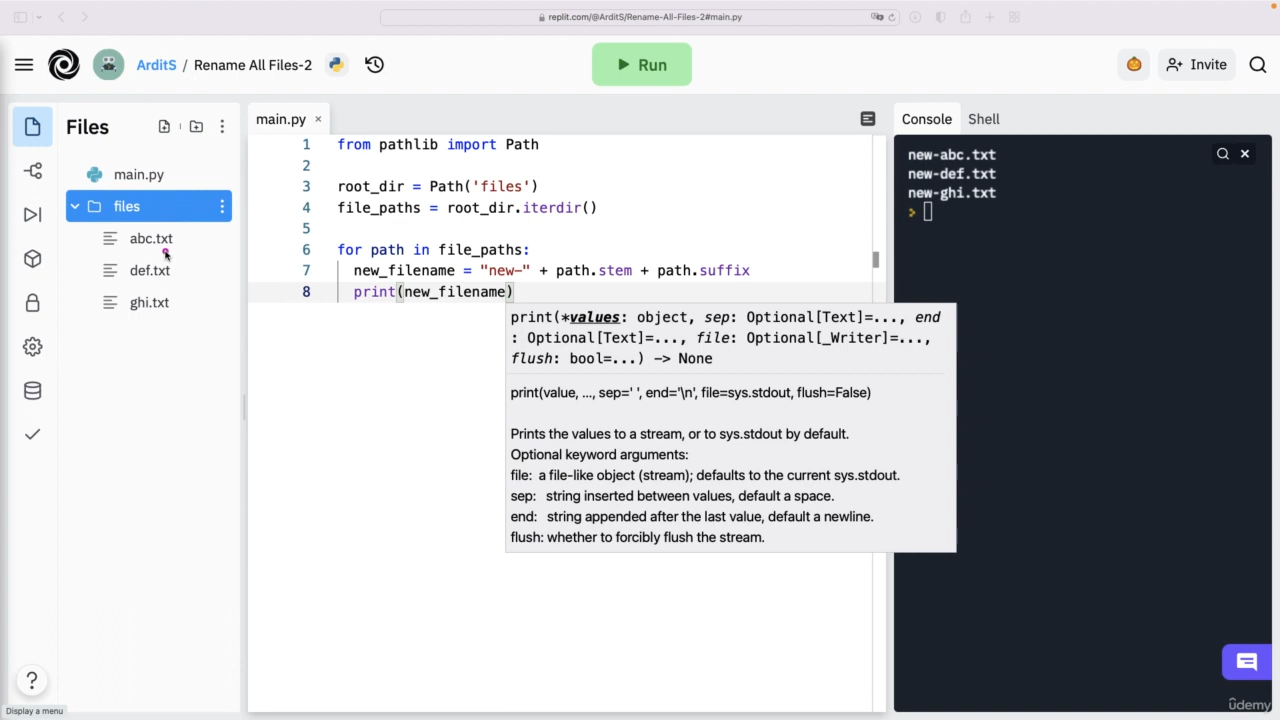 replit.com/@ArditS/Rename-All-Files-2#main.py
ArditS / Rename All Files-2
Run
Invite
Files
main.py
files
abc.txt
def.txt
ghi.txt
main.py ×
1 from pathlib import Path
2
3 root_dir = Path('files')
4 file_paths = root_dir.iterdir()
5
6 for path in file_paths:
7 new_filename = "new-" + path.stem + path.suffix
8 print(new_filename)
print(*values: object, sep: Optional[Text]=..., end
: Optional[Text]=..., file: Optional[_Writer]=...,
flush: bool=...) -> None
print(value, ..., sep=' ', end='\n', file=sys.stdout, flush=False)
Prints the values to a stream, or to sys.stdout by default.
Optional keyword arguments:
file: a file-like object (stream); defaults to the current sys.stdout.
sep: string inserted between values, default a space.
end: string appended after the last value, default a newline.
flush: whether to forcibly flush the stream.
Console Shell
new-abc.txt
new-def.txt
new-ghi.txt
?
Display a menu
ûdemy